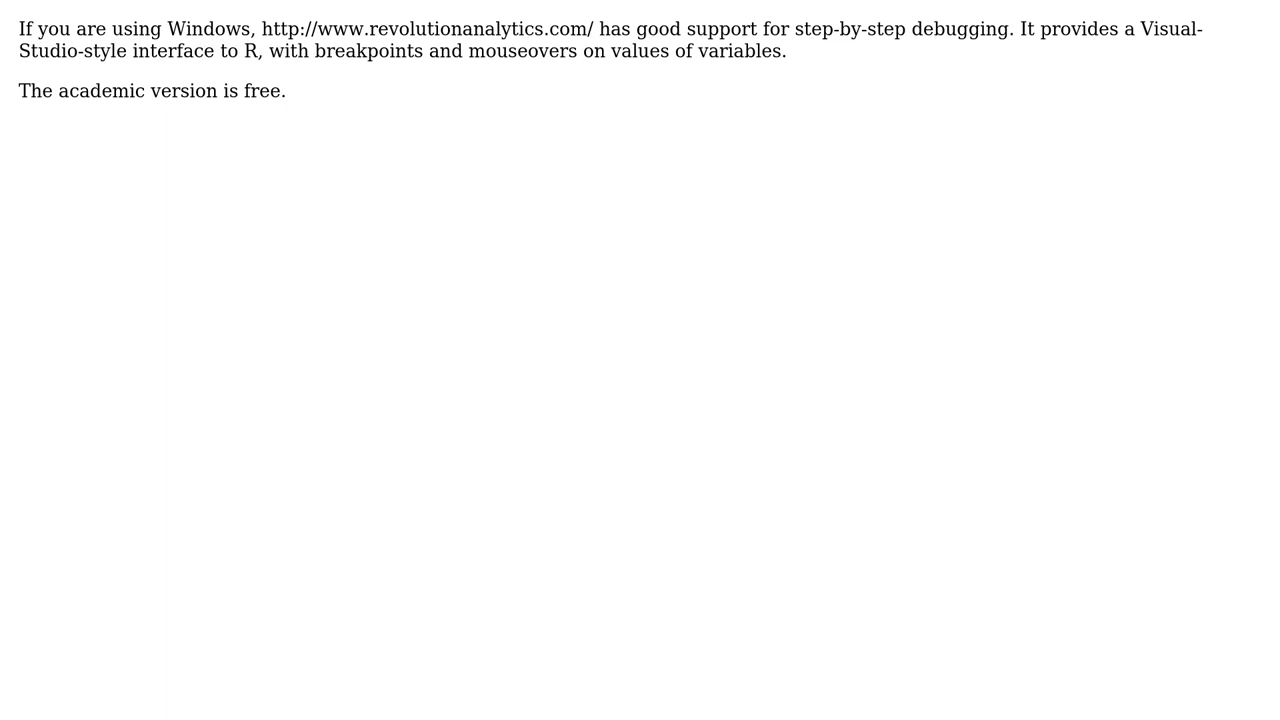 If you are using Windows, http://www.revolutionanalytics.com/ has good support for step-by-step debugging. It provides a Visual-
Studio-style interface to R, with breakpoints and mouseovers on values of variables.
The academic version is free.